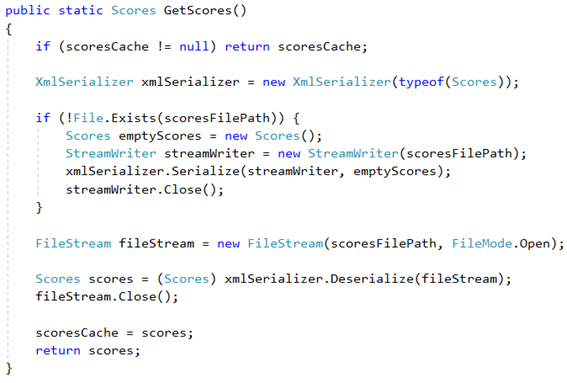 public static Scores GetScores()
{
    if (scoresCache != null) return scoresCache;

    XmlSerializer xmlSerializer = new XmlSerializer(typeof(Scores));

    if (!File.Exists(scoresFilePath)) {
        Scores emptyScores = new Scores();
        StreamWriter streamWriter = new StreamWriter(scoresFilePath);
        xmlSerializer.Serialize(streamWriter, emptyScores);
        streamWriter.Close();
    }

    FileStream fileStream = new FileStream(scoresFilePath, FileMode.Open);

    Scores scores = (Scores) xmlSerializer.Deserialize(fileStream);
    fileStream.Close();

    scoresCache = scores;
    return scores;
}